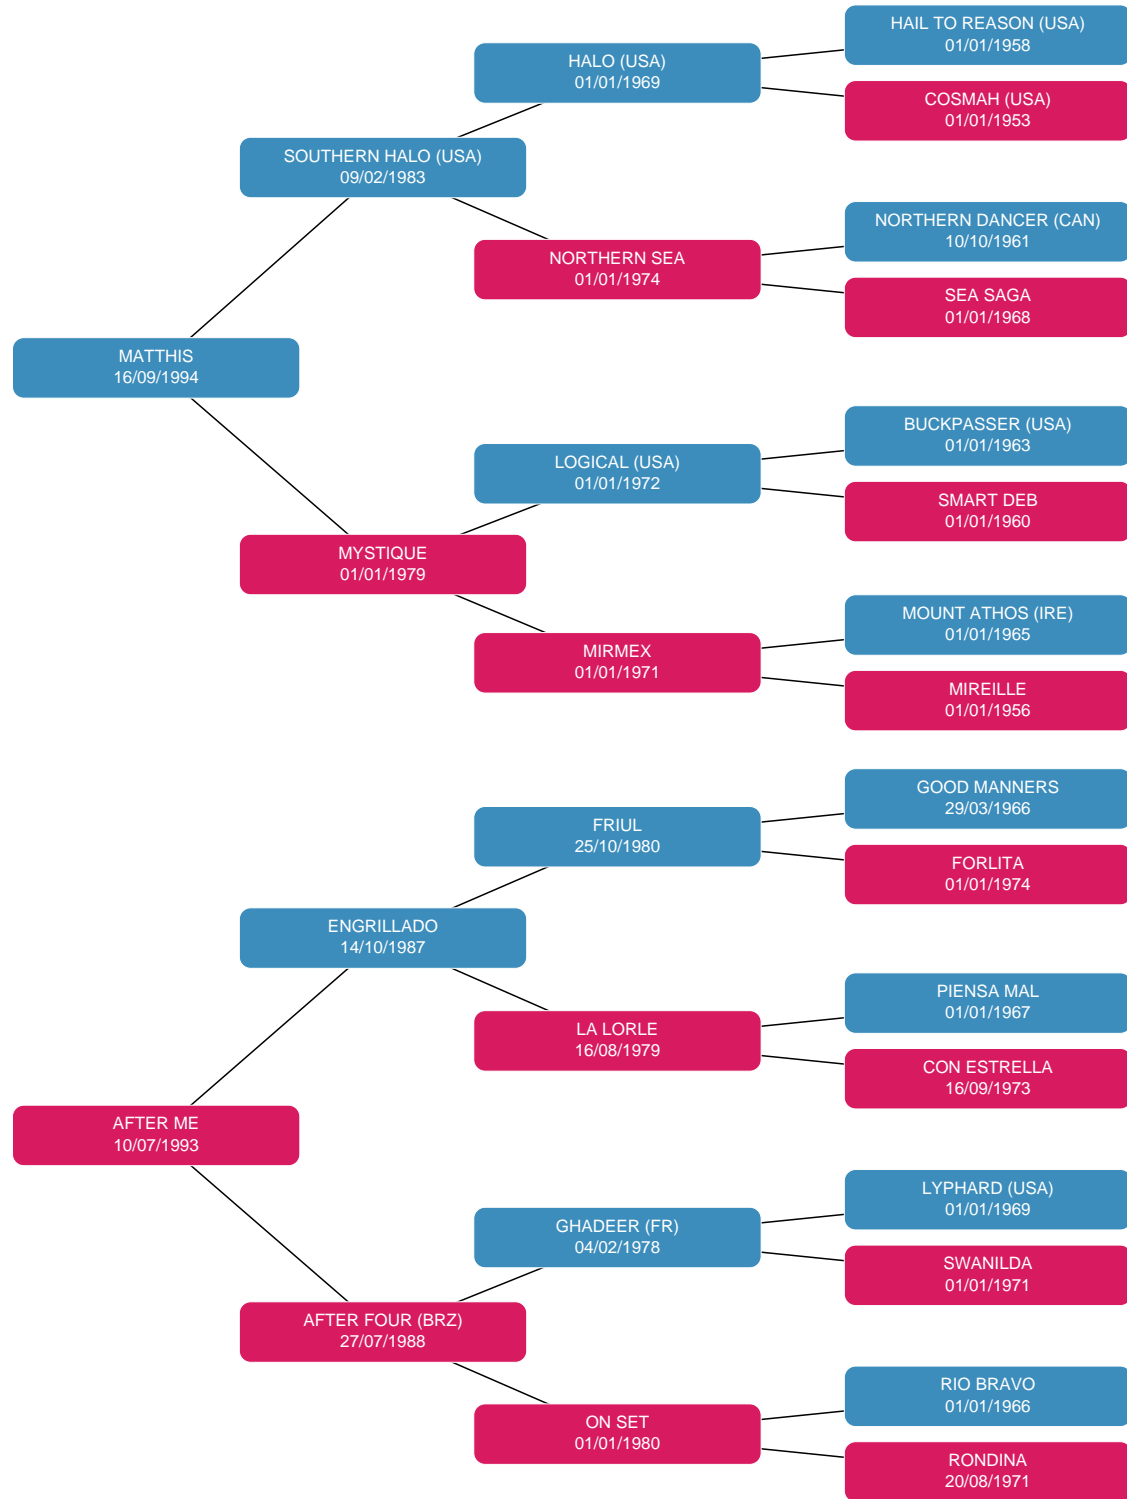 HAIL TO REASON (USA)
01/01/1958
HALO (USA)
01/01/1969
COSMAH (USA)
01/01/1953
SOUTHERN HALO (USA)
09/02/1983
NORTHERN DANCER (CAN)
10/10/1961
NORTHERN SEA
01/01/1974
SEA SAGA
01/01/1968
MATTHIS
16/09/1994
BUCKPASSER (USA)
01/01/1963
LOGICAL (USA)
01/01/1972
SMART DEB
01/01/1960
MYSTIQUE
01/01/1979
MOUNT ATHOS (IRE)
01/01/1965
MIRMEX
01/01/1971
MIREILLE
01/01/1956
GOOD MANNERS
29/03/1966
FRIUL
25/10/1980
FORLITA
01/01/1974
ENGRILLADO
14/10/1987
PIENSA MAL
01/01/1967
LA LORLE
16/08/1979
CON ESTRELLA
16/09/1973
AFTER ME
10/07/1993
LYPHARD (USA)
01/01/1969
GHADEER (FR)
04/02/1978
SWANILDA
01/01/1971
AFTER FOUR (BRZ)
27/07/1988
RIO BRAVO
01/01/1966
ON SET
01/01/1980
RONDINA
20/08/1971